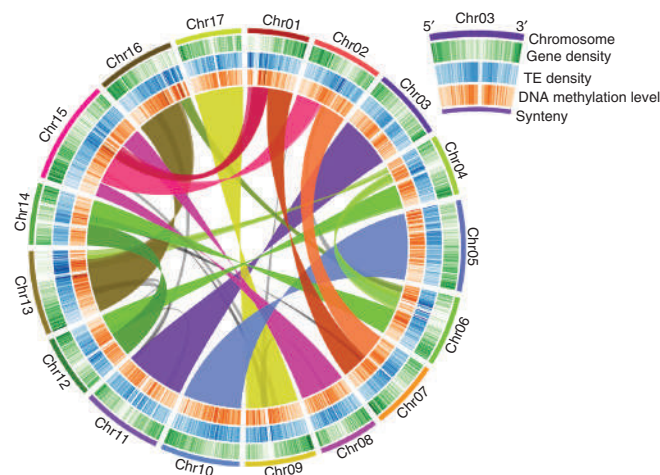 Chr01
Chr02
Chr03
Chr04
Chr05
Chr06
Chr07
Chr08
Chr09
Chr10
Chr11
Chr12
Chr13
Chr14
Chr15
Chr16
Chr17
5′ Chr03 3′
Chromosome
Gene density
TE density
DNA methylation level
Synteny